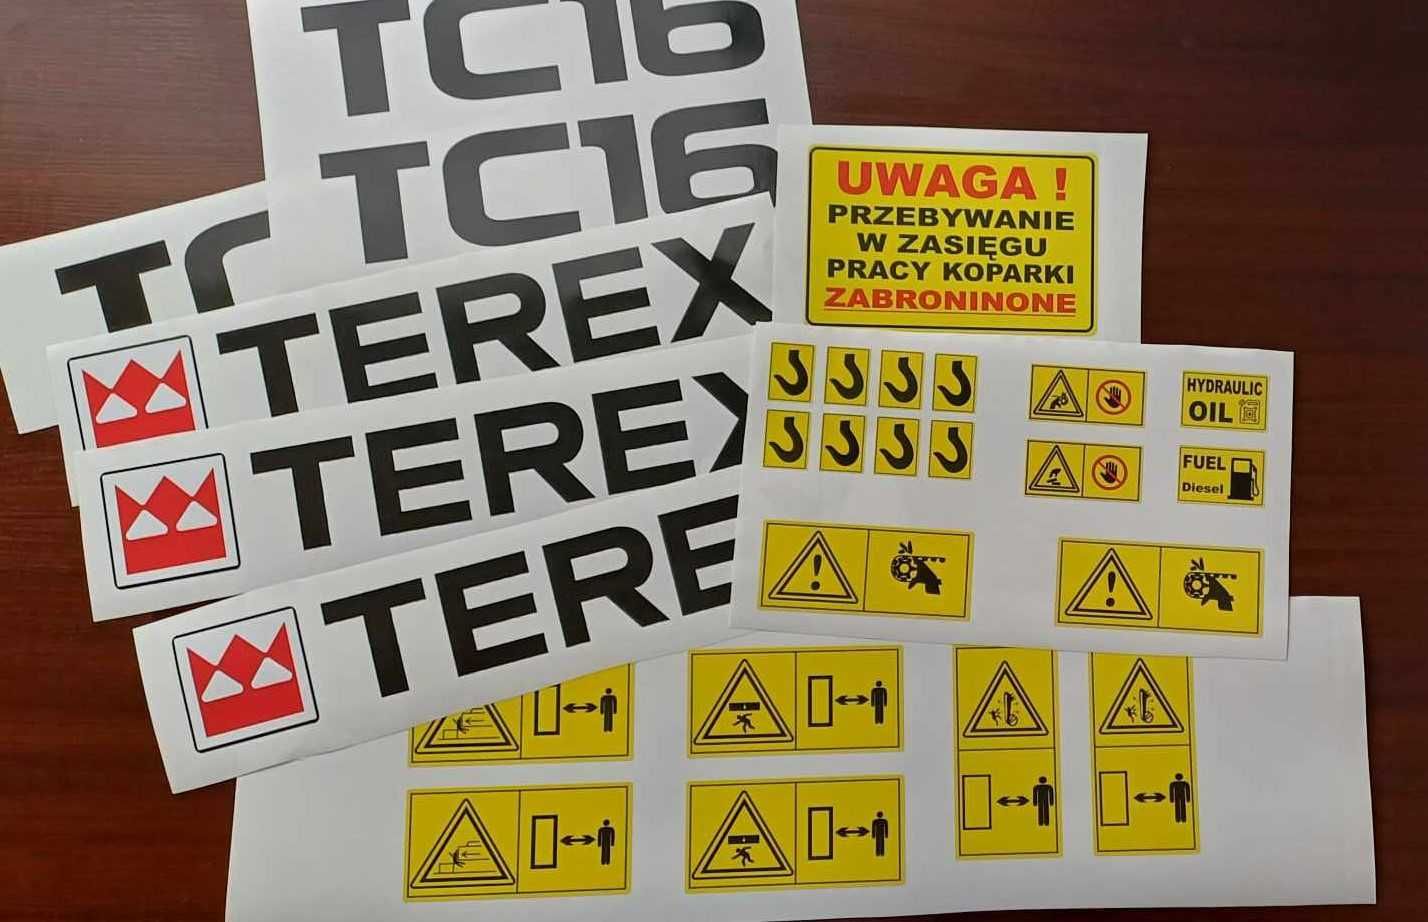 TC16
TC16
TC
TEREX
TEREX
TERE
UWAGA !
PRZEBYWANIE
W ZASIĘGU
PRACY KOPARKI
ZABRONINONE
HYDRAULIC
OIL
FUEL
Diesel